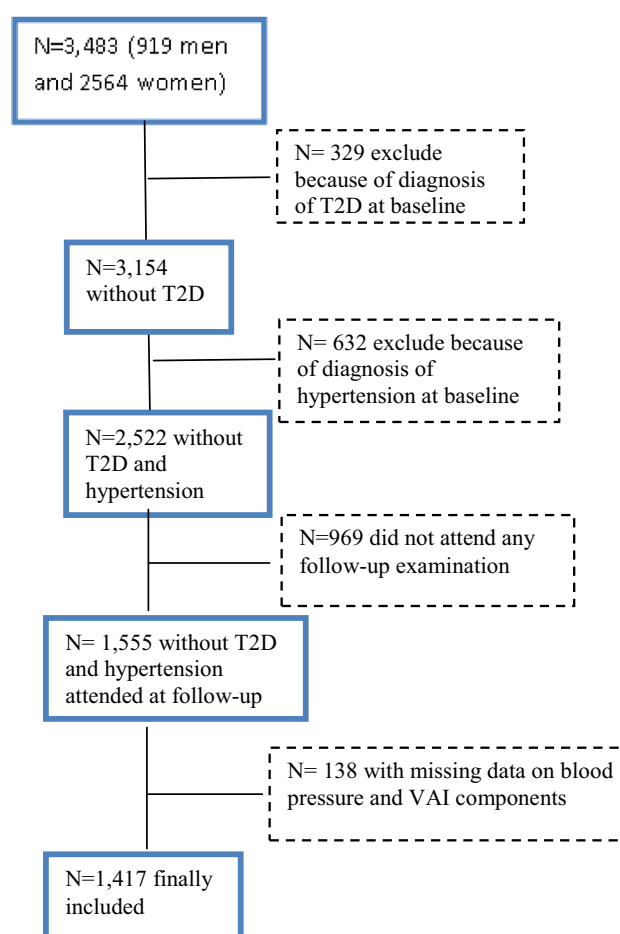 N=3,483 (919 men
and 2564 women)
N= 329 exclude
because of diagnosis
of T2D at baseline
N=3,154
without T2D
N= 632 exclude because
of diagnosis of
hypertension at baseline
N=2,522 without
T2D and
hypertension
N=969 did not attend any
follow-up examination
N= 1,555 without T2D
and hypertension
attended at follow-up
N= 138 with missing data on blood
pressure and VAI components
N=1,417 finally
included